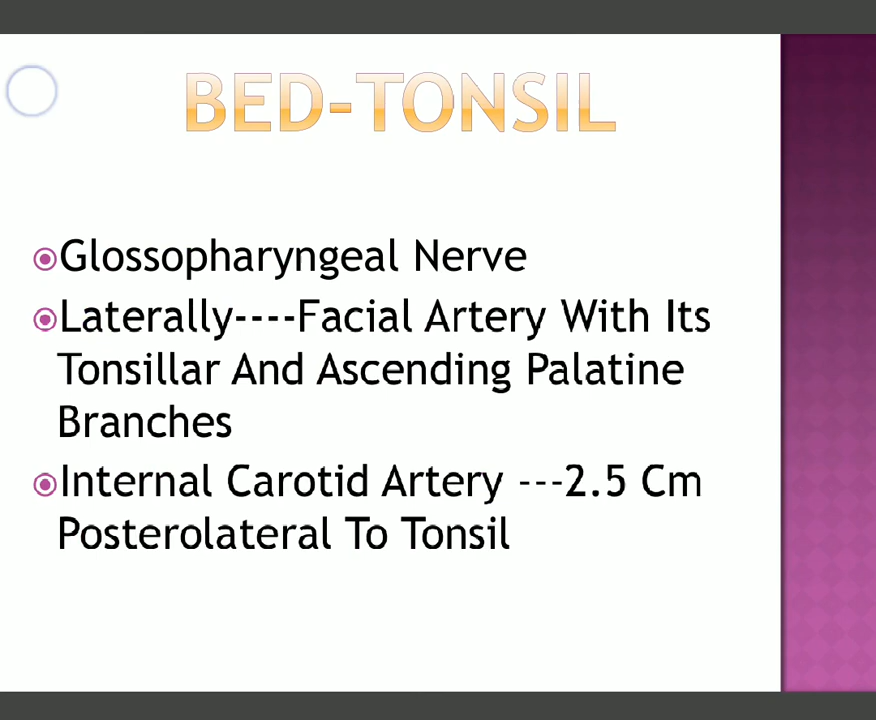 BED-TONSIL
Glossopharyngeal Nerve
Laterally----Facial Artery With Its
Tonsillar And Ascending Palatine
Branches
Internal Carotid Artery ---2.5 Cm
Posterolateral To Tonsil